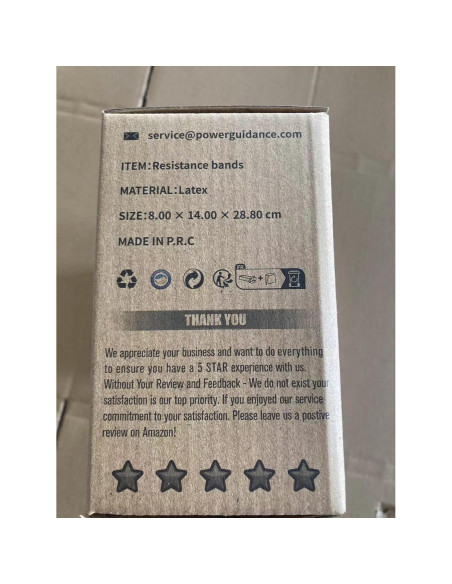 service@powerguidance.com
ITEM:Resistance bands
MATERIAL:Latex
SIZE:8.00 × 14.00 × 28.80 cm
MADE IN P.R.C
FR
THANK YOU
We appreciate your business and want to do everything
to ensure you have a 5 STAR experience with us.
Without Your Review and Feedback - We do not exist your
satisfaction is our top priority. If you enjoyed our service
commitment to your satisfaction. Please leave us a postive
review on Amazon!